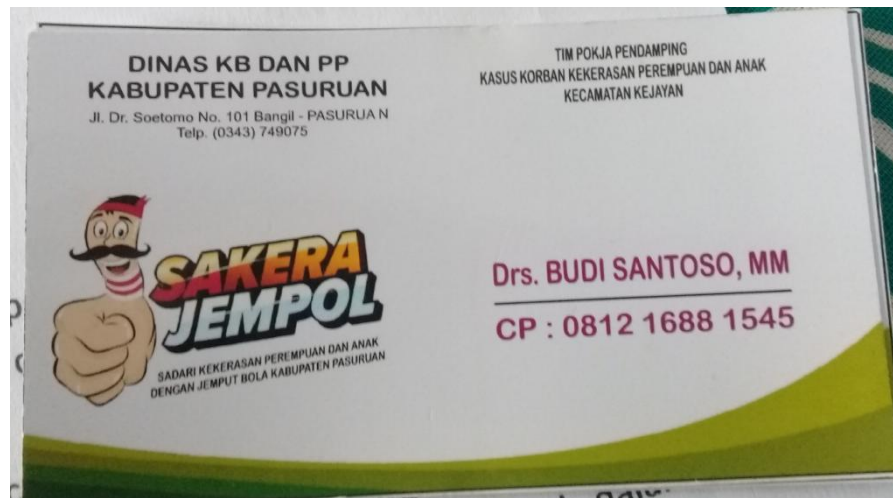 DINAS KB DAN PP
KABUPATEN PASURUAN
Jl. Dr. Soetomo No. 101 Bangil - PASURUA N
Telp. (0343) 749075
TIM POKJA PENDAMPING
KASUS KORBAN KEKERASAN PEREMPUAN DAN ANAK
KECAMATAN KEJAYAN
SAKERA
JEMPOL
SADARI KEKERASAN PEREMPUAN DAN ANAK
DENGAN JEMPUT BOLA KABUPATEN PASURUAN
Drs. BUDI SANTOSO, MM
CP : 0812 1688 1545